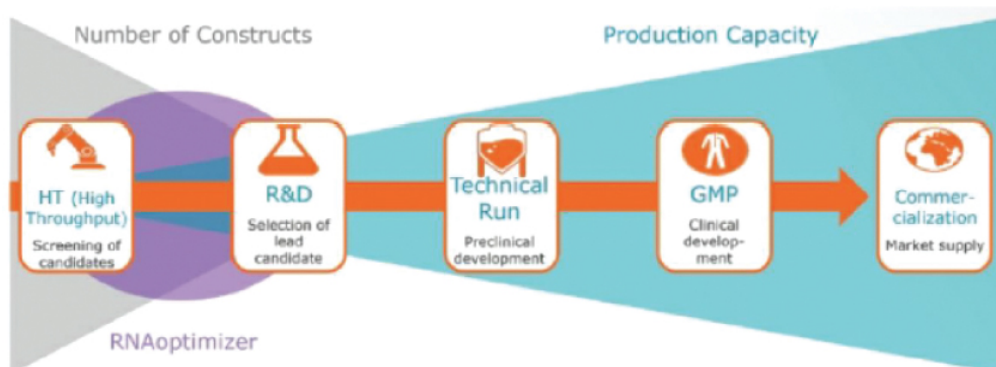 Number of Constructs
Production Capacity
HT (High
Throughput)
Screening of
candidates
R&D
Selection of
lead
candidate
Technical
Run
Preclinical
development
GMP
Clinical
develop-
ment
Commer-
cialization
Market supply
RNAoptimizer